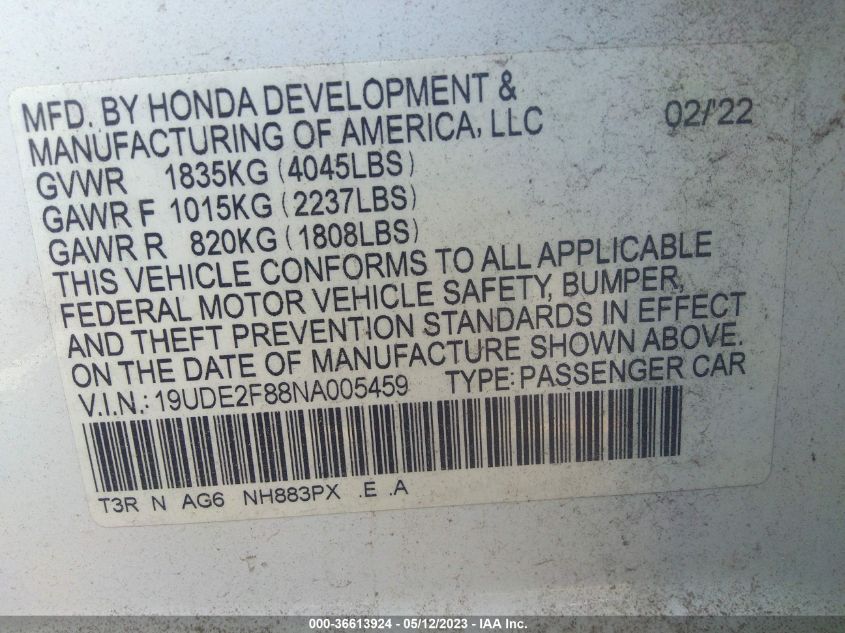 MFD. BY HONDA DEVELOPMENT &
MANUFACTURING OF AMERICA, LLC 02/'22
GVWR 1835KG (4045LBS)
GAWR F 1015KG (2237LBS)
GAWR R 820KG (1808LBS)
THIS VEHICLE CONFORMS TO ALL APPLICABLE
FEDERAL MOTOR VEHICLE SAFETY, BUMPER,
AND THEFT PREVENTION STANDARDS IN EFFECT
ON THE DATE OF MANUFACTURE SHOWN ABOVE.
V.I.N.: 19UDE2F88NA005459 TYPE: PASSENGER CAR
T3R N AG6 NH883PX .E .A
000-36613924 - 05/12/2023 - IAA Inc.